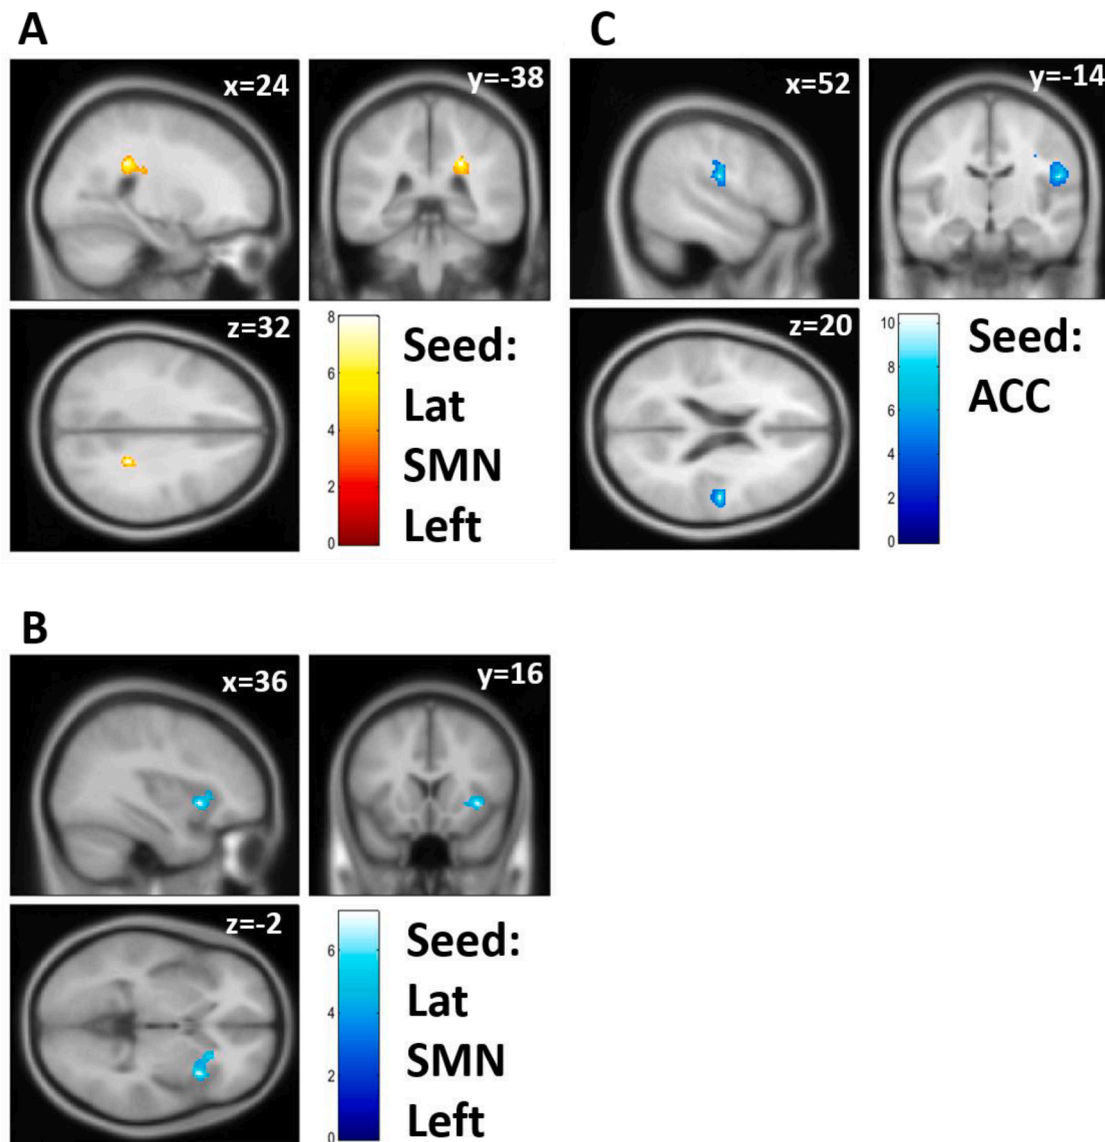 A
x=24
y=-38
z=32
8
6
4
2
0
Seed:
Lat
SMN
Left
C
x=52
y=-14
z=20
10
8
6
4
2
0
Seed:
ACC
B
x=36
y=16
z=-2
6
4
2
0
Seed:
Lat
SMN
Left